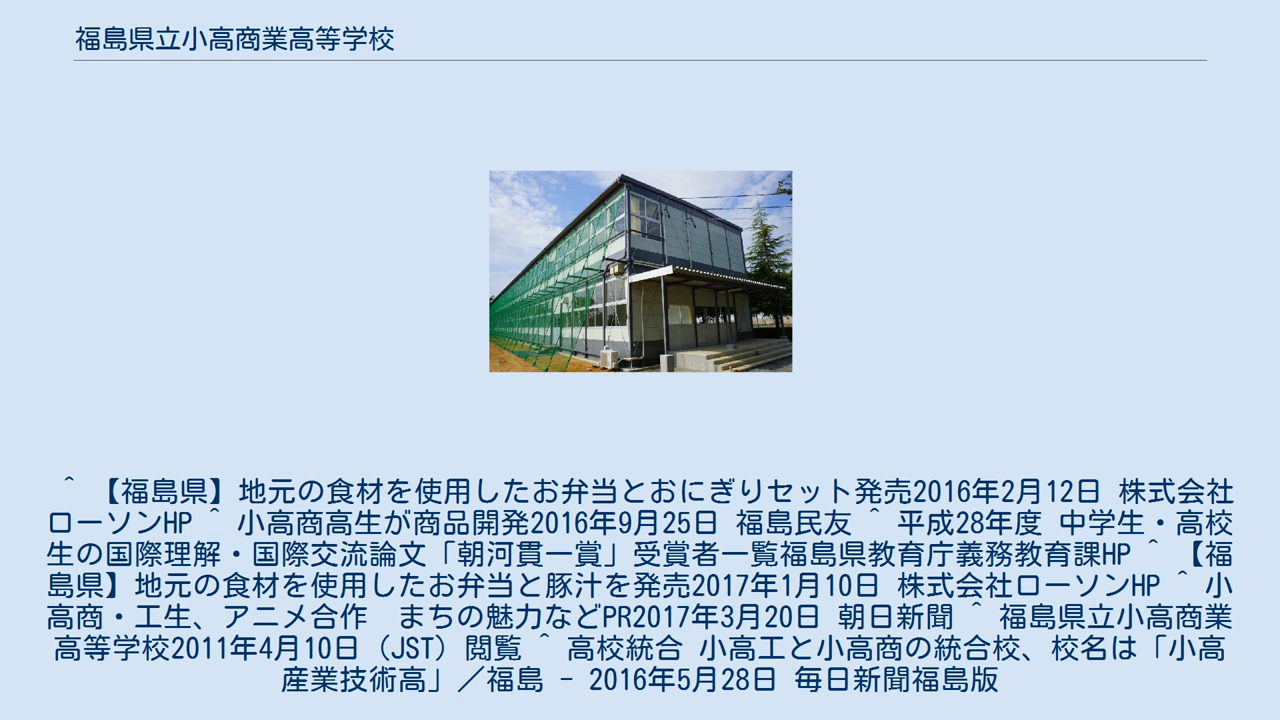 福島県立小高商業高等学校
^ 【福島県】地元の食材を使用したお弁当とおにぎりセット発売2016年2月12日 株式会社
ローソンHP ^ 小高商高生が商品開発2016年9月25日 福島民友 ^ 平成28年度 中学生・高校
生の国際理解・国際交流論文「朝河貫一賞」受賞者一覧福島県教育庁義務教育課HP ^ 【福
島県】地元の食材を使用したお弁当と豚汁を発売2017年1月10日 株式会社ローソンHP ^ 小
高商・工生、アニメ合作　まちの魅力などPR2017年3月20日 朝日新聞 ^ 福島県立小高商業
高等学校2011年4月10日（JST）閲覧 ^ 高校統合 小高工と小高商の統合校、校名は「小高
産業技術高」／福島 - 2016年5月28日 毎日新聞福島版